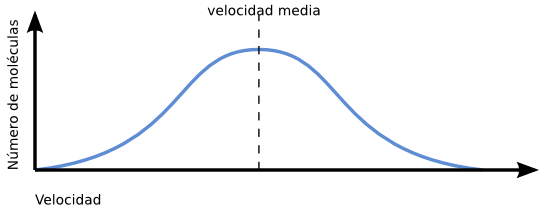 velocidad media
Número de moléculas
Velocidad